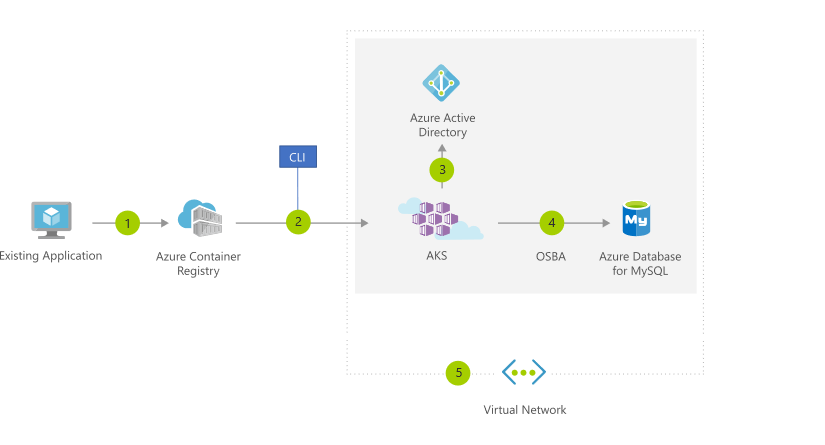 Azure Active
Directory
CLI
3
1
2
4
My
Existing Application
Azure Container
Registry
AKS
OSBA
Azure Database
for MySQL
5
Virtual Network